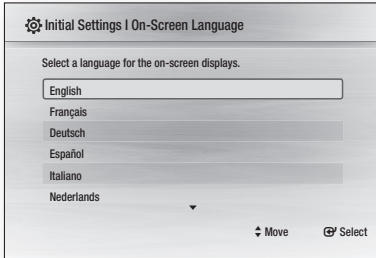 Initial Settings I On-Screen Language
Select a language for the on-screen displays.
English
Français
Deutsch
Español
Italiano
Nederlands
Move Select